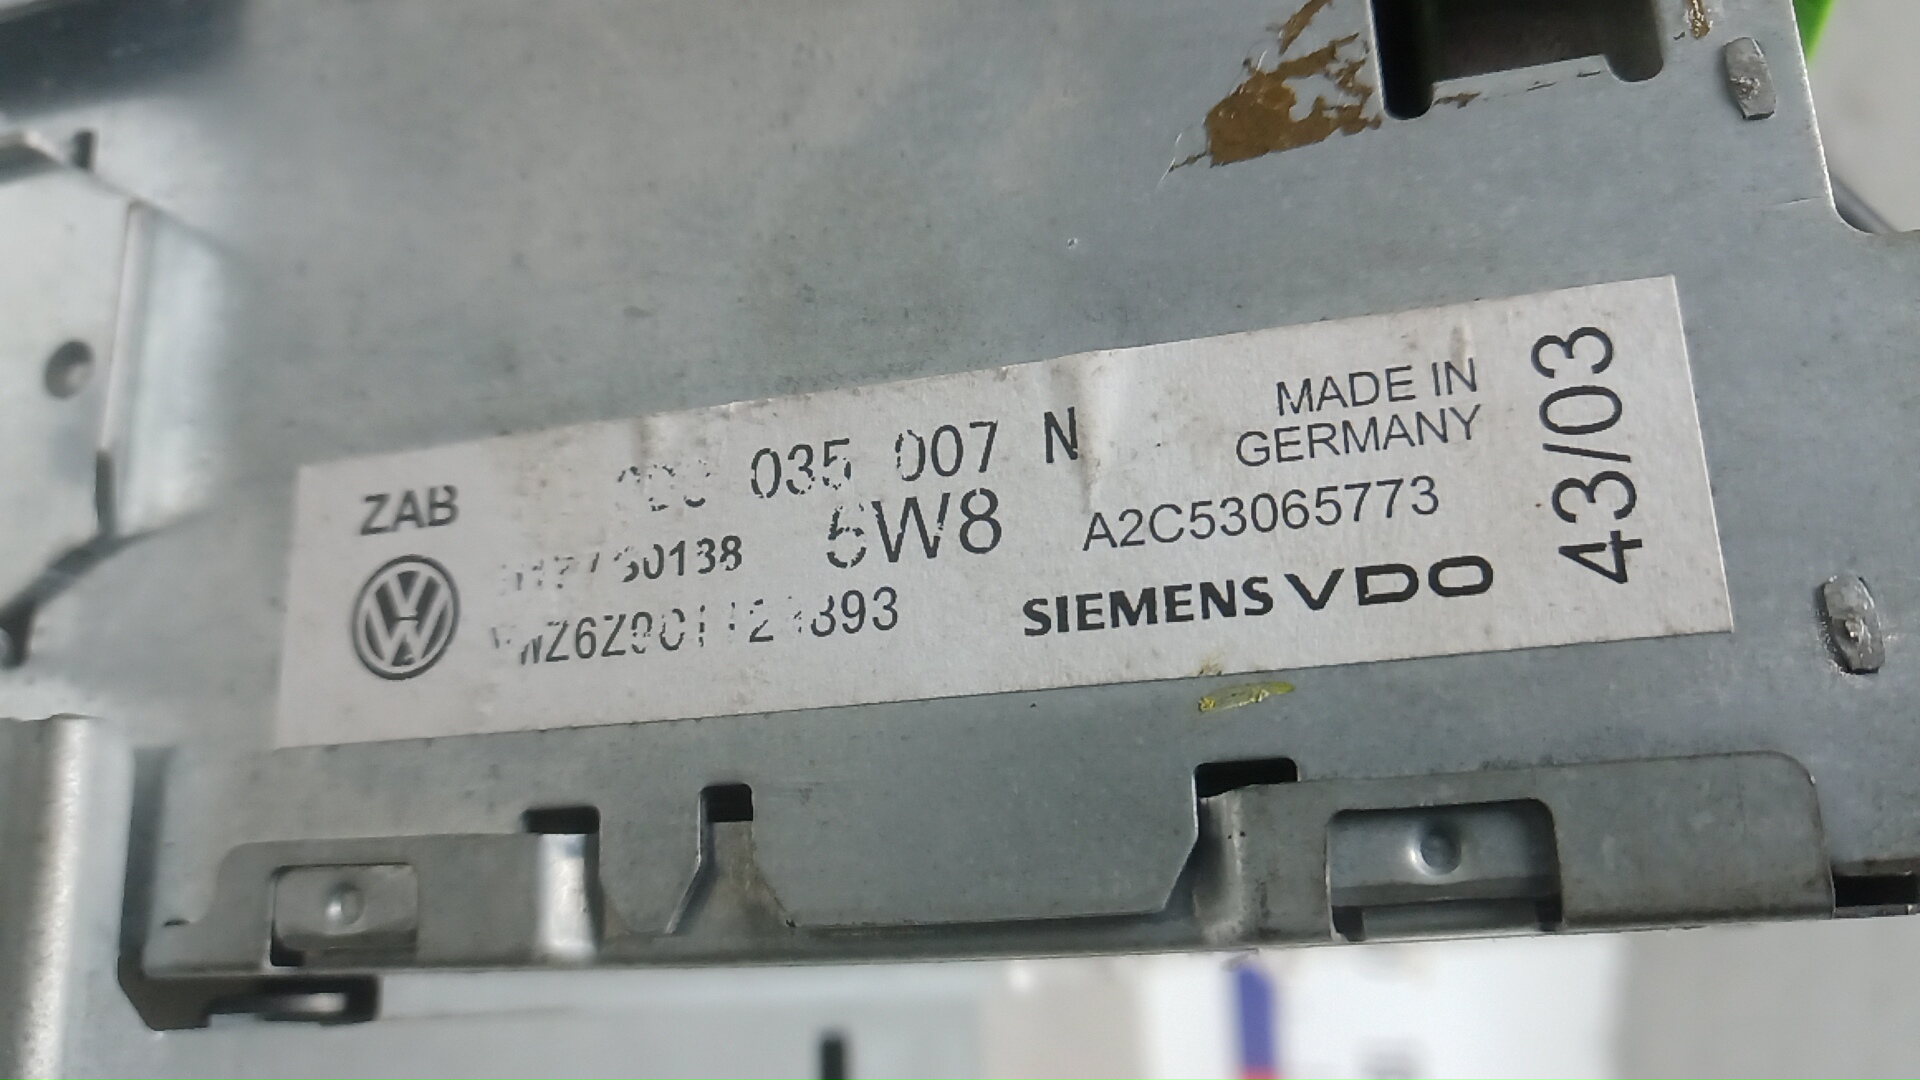 ZAB
035 007 N
6W8
SIEMENS VDO
A2C53065773
MADE IN
GERMANY
43/03